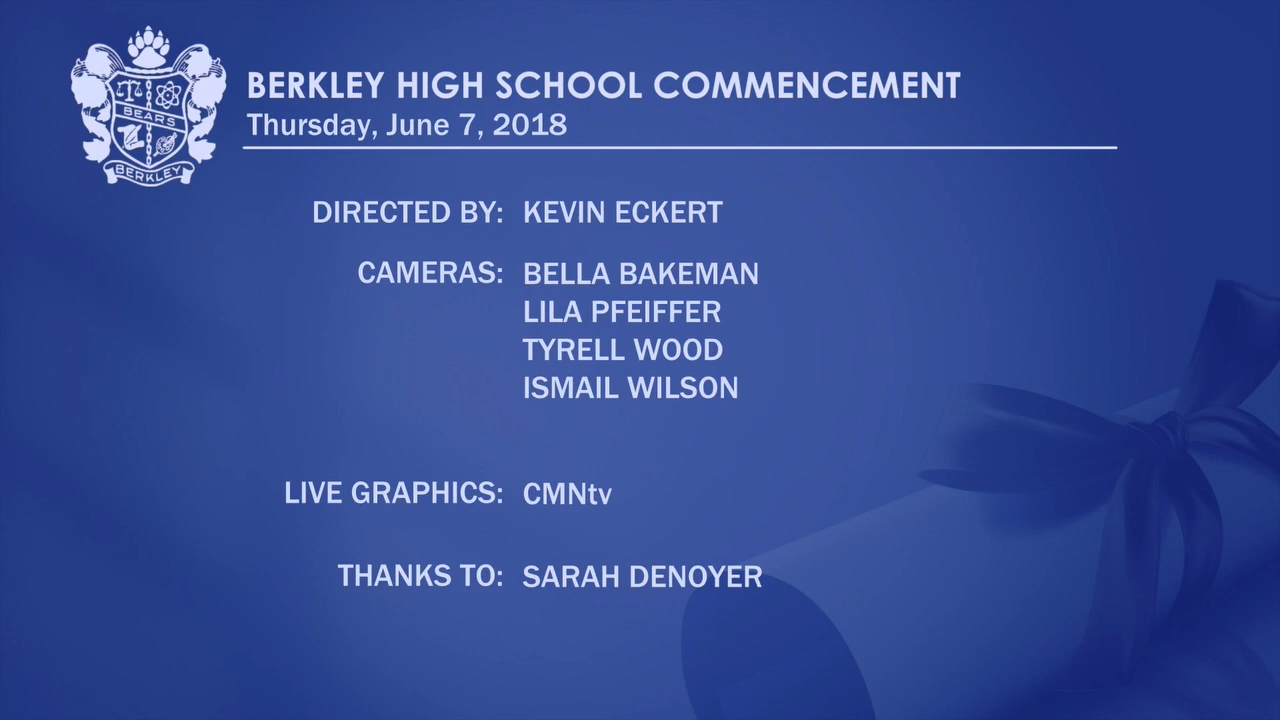 BEARS
BERKLEY
BERKLEY HIGH SCHOOL COMMENCEMENT
Thursday, June 7, 2018
DIRECTED BY: KEVIN ECKERT
CAMERAS: BELLA BAKEMAN
LILA PFEIFFER
TYRELL WOOD
ISMAIL WILSON
LIVE GRAPHICS: CMNtv
THANKS TO: SARAH DENOYER